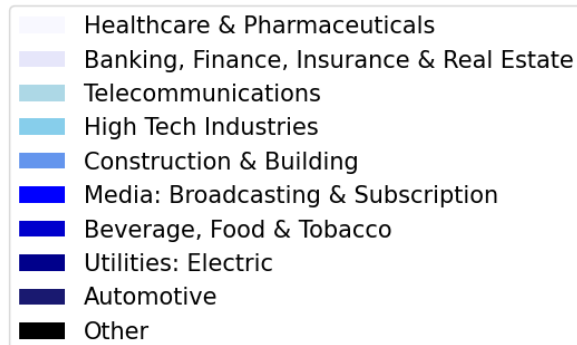 Healthcare & Pharmaceuticals
Banking, Finance, Insurance & Real Estate
Telecommunications
High Tech Industries
Construction & Building
Media: Broadcasting & Subscription
Beverage, Food & Tobacco
Utilities: Electric
Automotive
Other